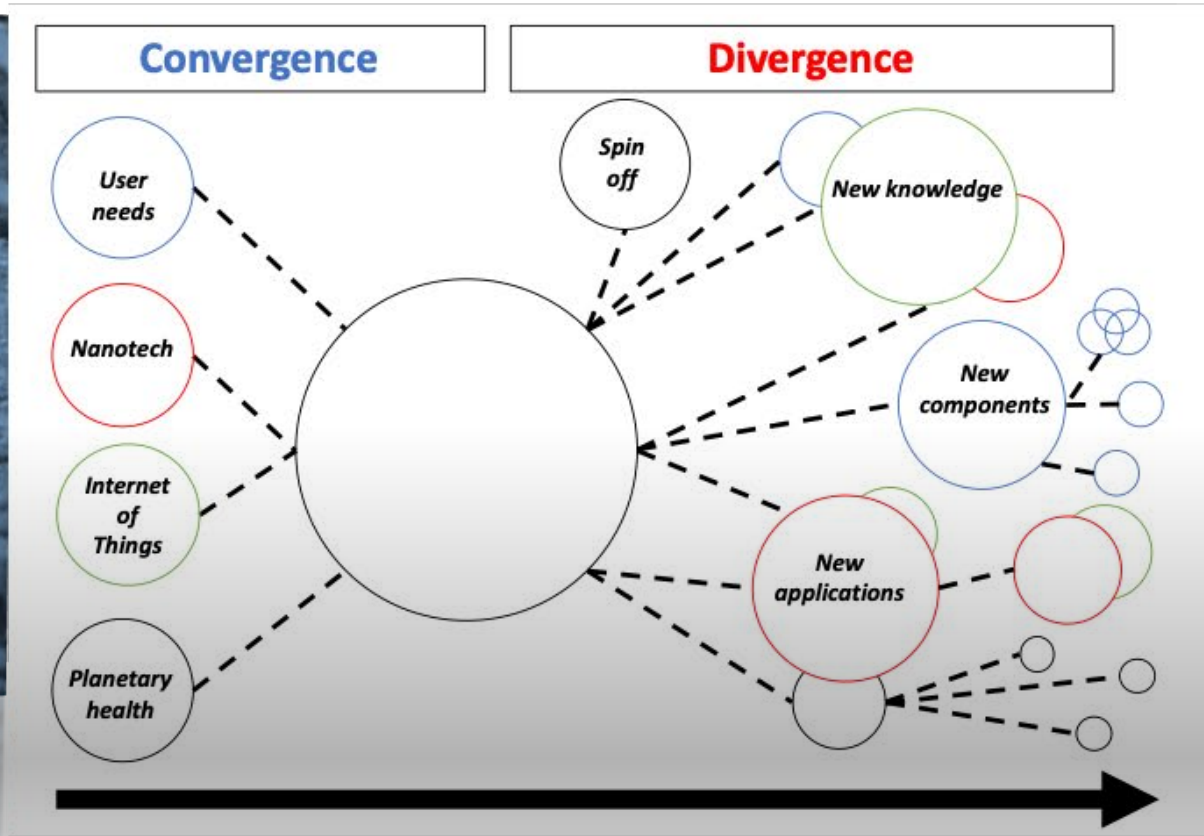 Convergence
Divergence
User
needs
Nanotech
Internet
of
Things
Planetary
health
Spin
off
New knowledge
New
components
New
applications